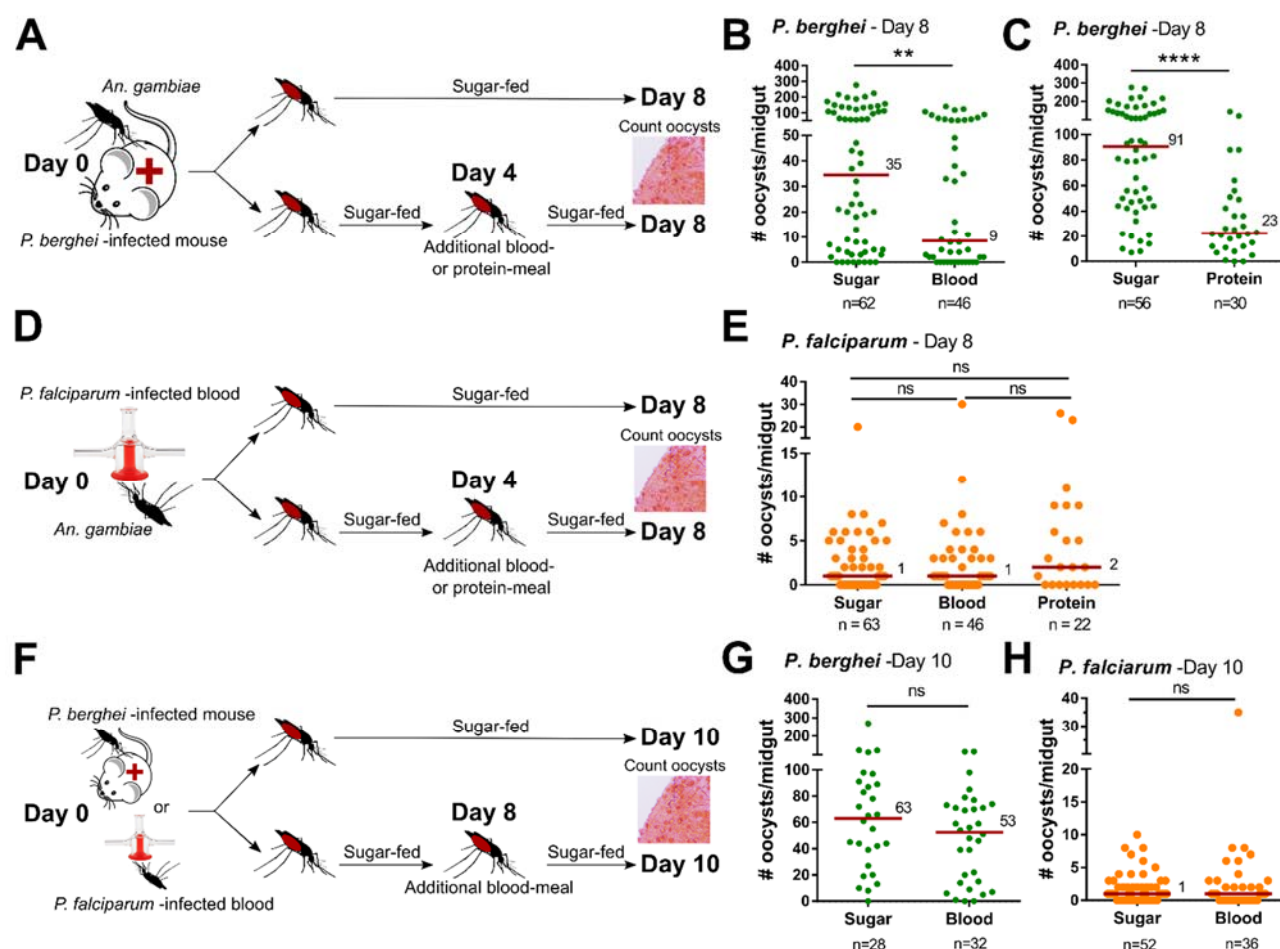 A
An. gambiae
Day 0
P. berghei -infected mouse
Sugar-fed
Day 8
Count oocysts
Day 4
Sugar-fed
Sugar-fed
Day 8
Additional blood-
or protein-meal
B
P. berghei - Day 8
**
# oocysts/midgut
400
300
200
100
50
40
30
20
10
0
35
9
Sugar
Blood
n=62
n=46
C
P. berghei -Day 8
****
# oocysts/midgut
400
300
200
100
80
60
40
20
0
91
23
Sugar
Protein
n=56
n=30
D
P. falciparum -infected blood
Day 0
An. gambiae
Sugar-fed
Day 8
Count oocysts
Day 4
Sugar-fed
Sugar-fed
Day 8
Additional blood-
or protein-meal
E
P. falciparum - Day 8
ns
ns
ns
# oocysts/midgut
40
30
20
15
10
5
0
1
1
2
Sugar
Blood
Protein
n = 63
n = 46
n = 22
F
P. berghei -infected mouse
Day 0
or
P. falciparum -infected blood
Sugar-fed
Day 10
Count oocysts
Day 8
Sugar-fed
Sugar-fed
Day 10
Additional blood-meal
G
P. berghei -Day 10
ns
# oocysts/midgut
400
300
200
120
100
80
60
40
20
0
63
53
Sugar
Blood
n=28
n=32
H
P. falciarum -Day 10
ns
# oocysts/midgut
40
35
20
15
10
5
0
1
Sugar
Blood
n=52
n=36